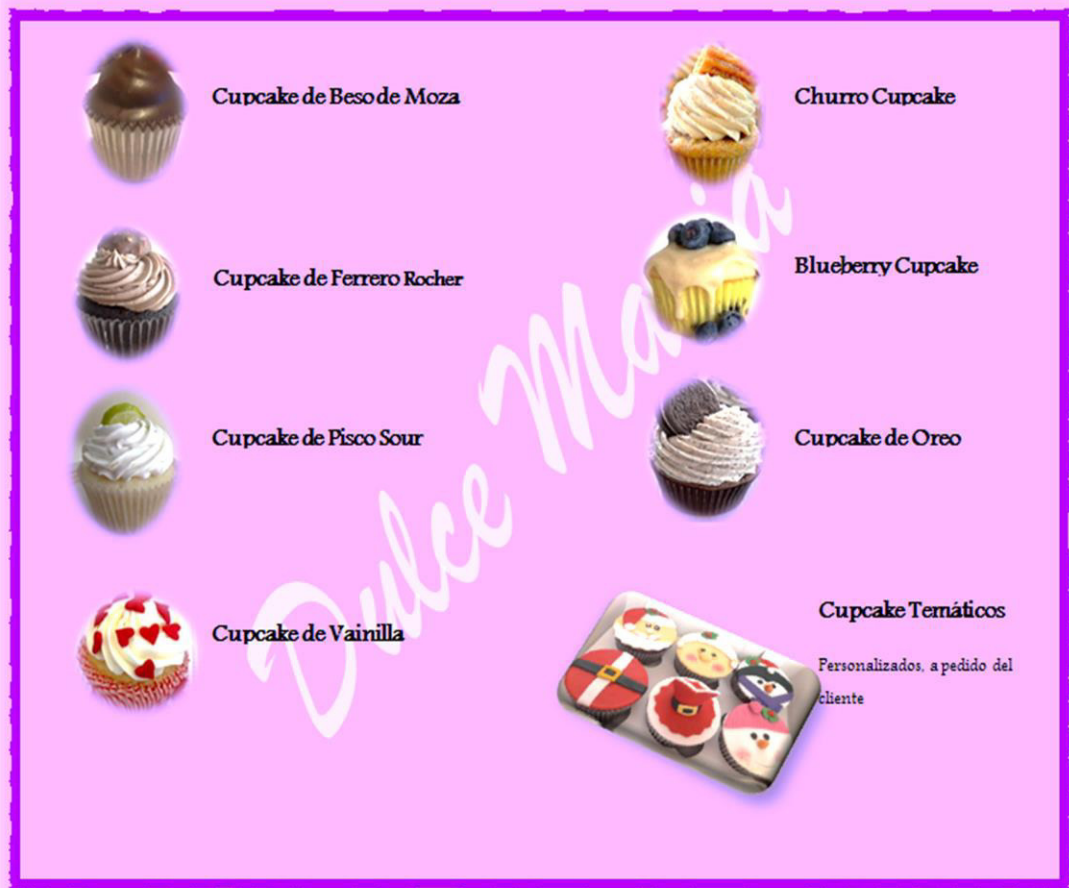 Cupcake de Beso de Moza
Churro Cupcake
Cupcake de Ferrero Rocher
Blueberry Cupcake
Cupcake de Pisco Sour
Cupcake de Oreo
Cupcake de Vainilla
Cupcake Temáticos
Personalizados, a pedido del
cliente
Dulce Maria